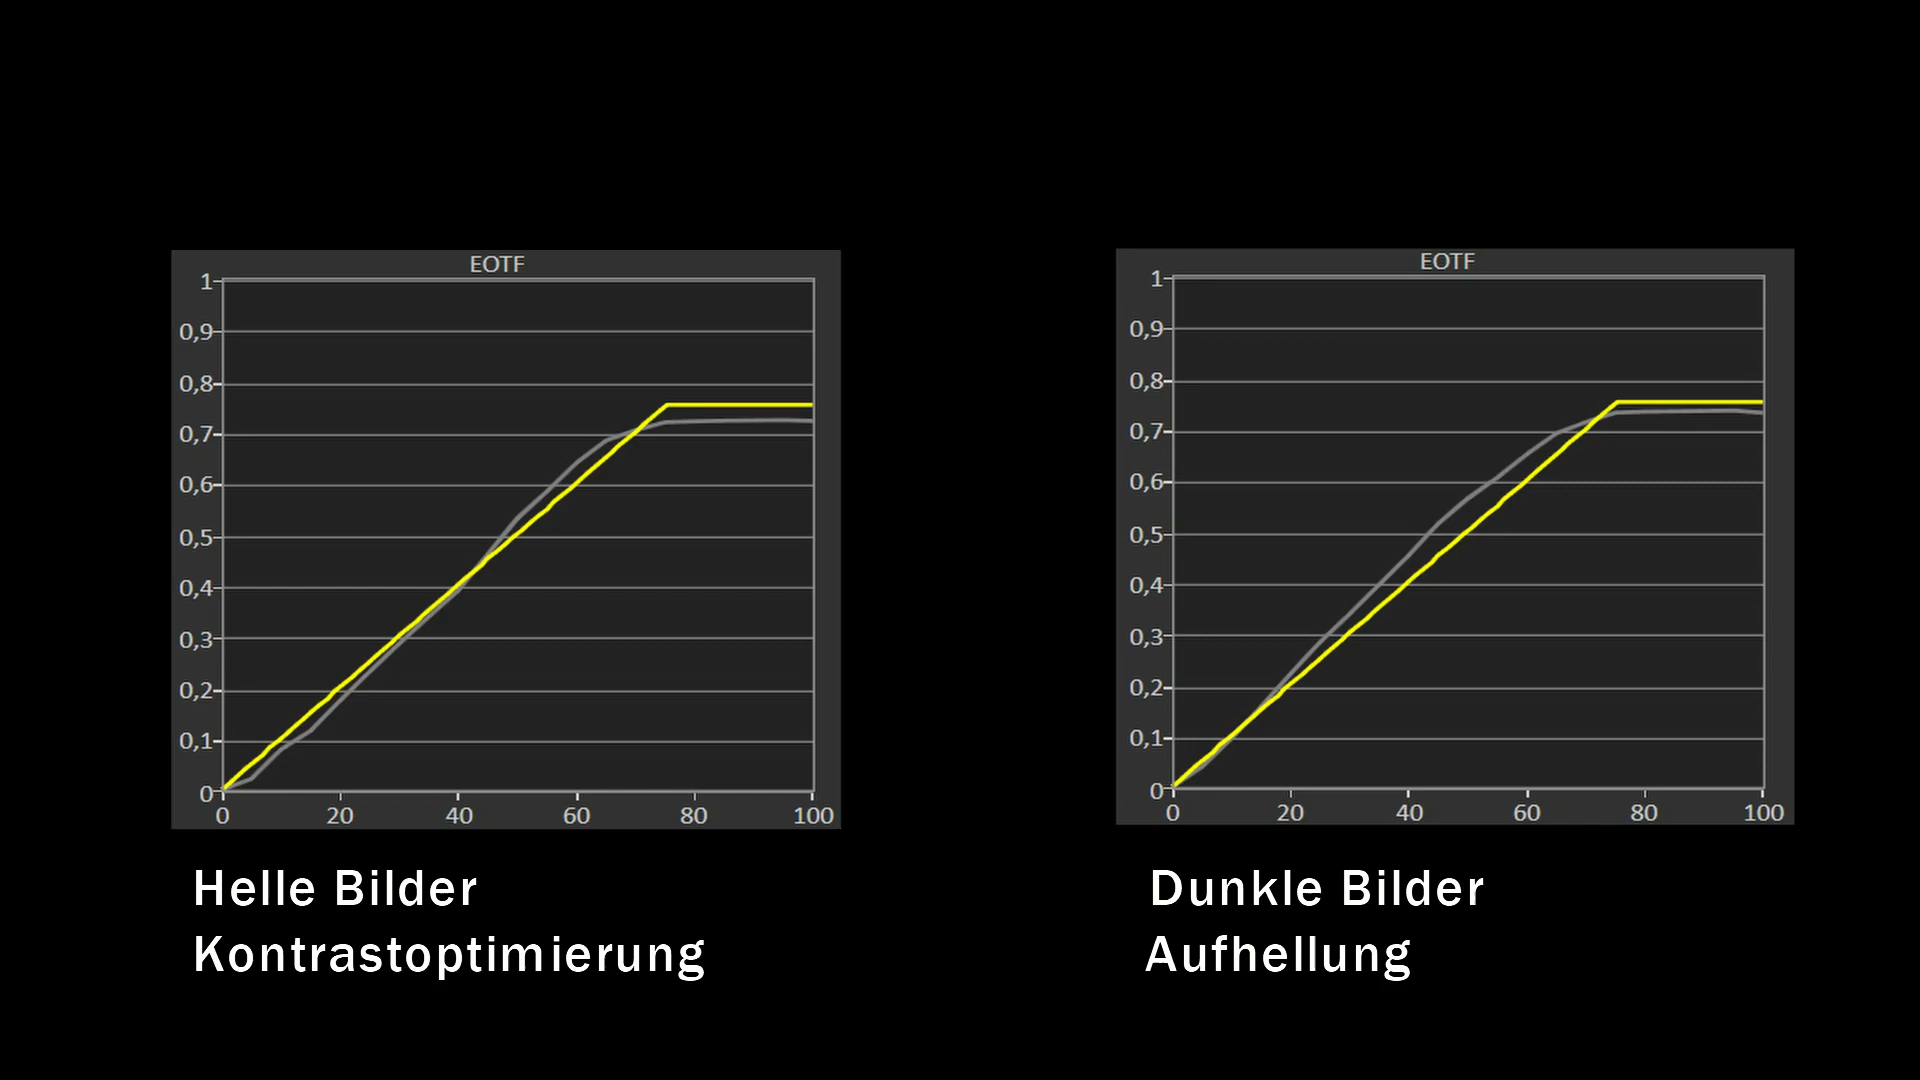 EOTF
1
0,9
0,8
0,7
0,6
0,5
0,4
0,3
0,2
0,1
0
0 20 40 60 80 100
Helle Bilder
Kontrastoptimierung
EOTF
1
0,9
0,8
0,7
0,6
0,5
0,4
0,3
0,2
0,1
0
0 20 40 60 80 100
Dunkle Bilder
Aufhellung